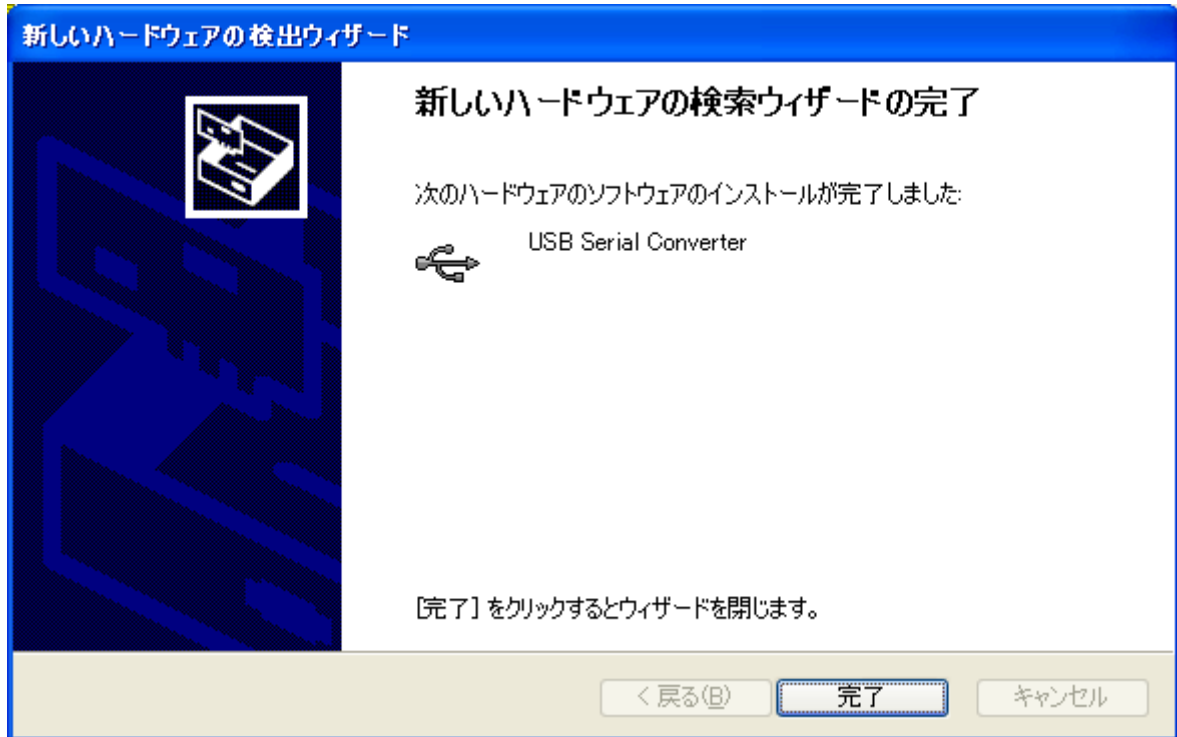 新しいハードウェアの検出ウィザード
新しいハードウェアの検索ウィザードの完了
次のハードウェアのソフトウェアのインストールが完了しました:
USB Serial Converter
[完了] をクリックするとウィザードを閉じます。
< 戻る(B)
完了
キャンセル